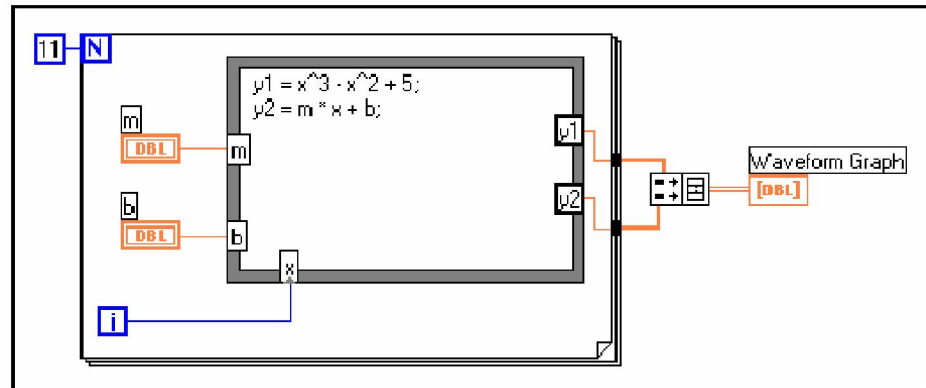 11 N
y1 = x^3 - x^2 + 5;
y2 = m * x + b;
m
DBL
m
y1
Waveform Graph
[DBL]
b
DBL
b
y2
x
i